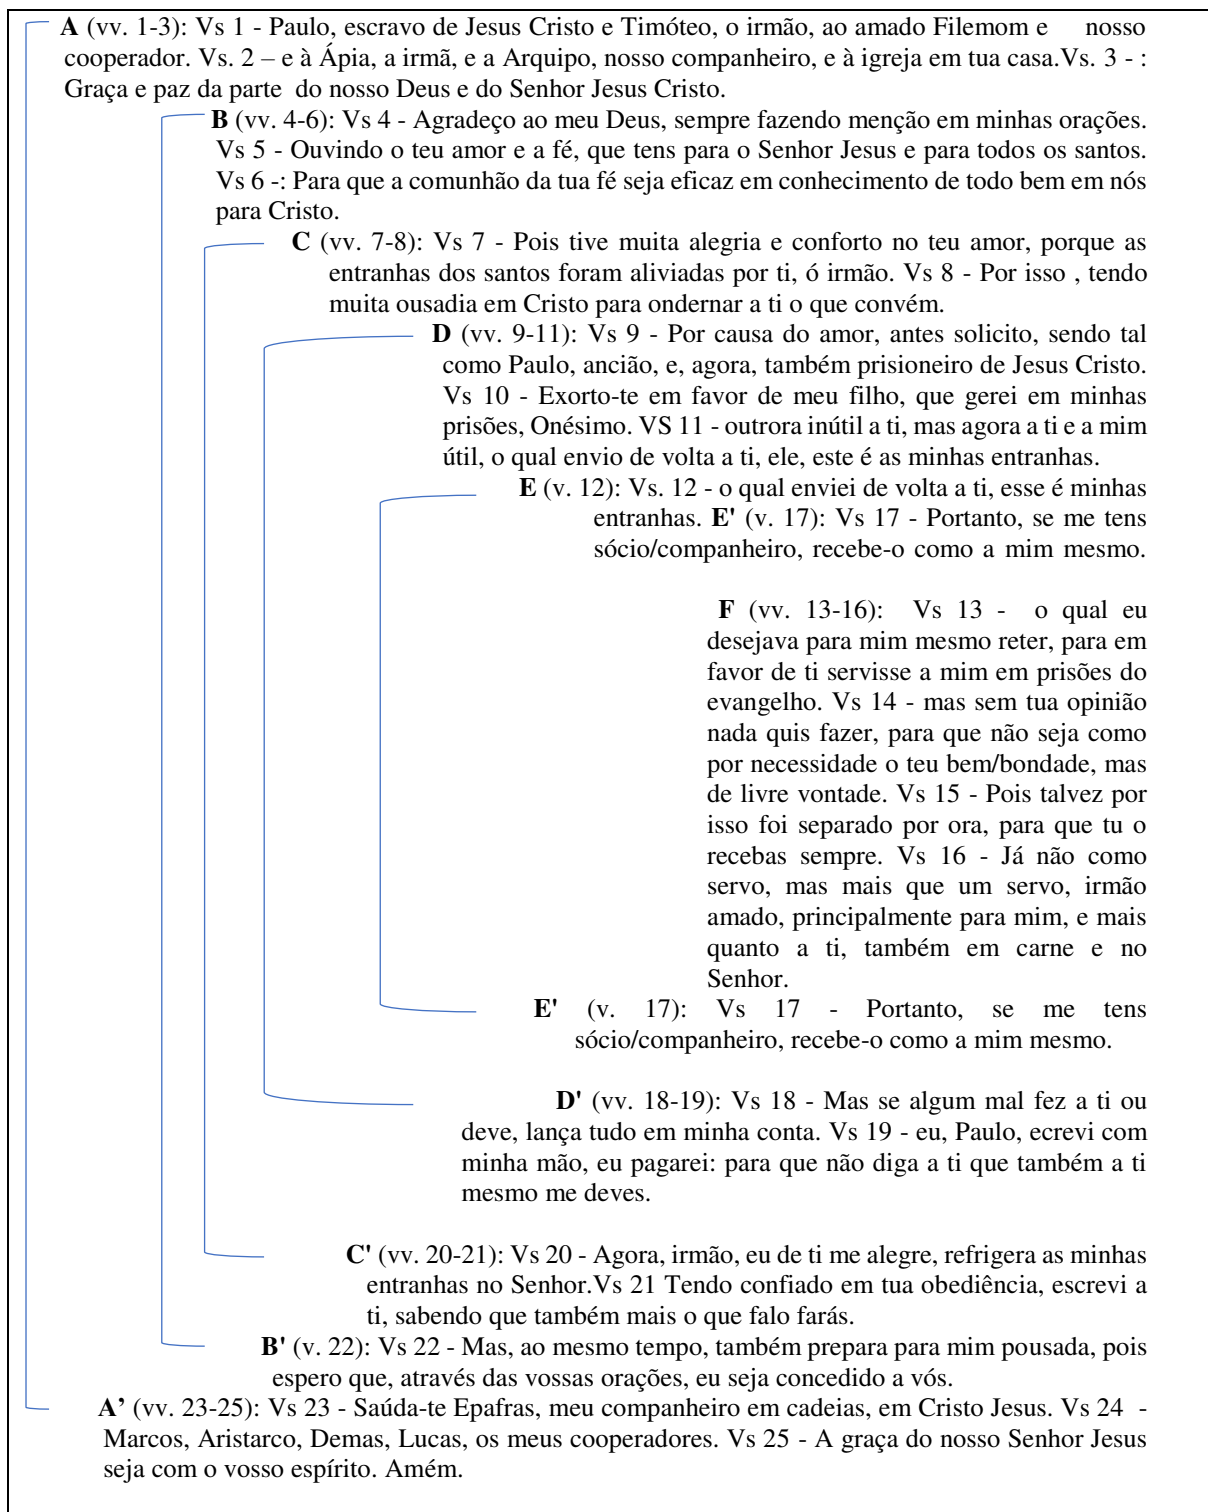 A (vv. 1-3): Vs 1 - Paulo, escravo de Jesus Cristo e Timóteo, o irmão, ao amado Filemom e nosso
cooperador. Vs. 2 – e à Ápia, a irmã, e a Arquipo, nosso companheiro, e à igreja em tua casa.Vs. 3 - :
Graça e paz da parte do nosso Deus e do Senhor Jesus Cristo.
B (vv. 4-6): Vs 4 - Agradeço ao meu Deus, sempre fazendo menção em minhas orações.
Vs 5 - Ouvindo o teu amor e a fé, que tens para o Senhor Jesus e para todos os santos.
Vs 6 -: Para que a comunhão da tua fé seja eficaz em conhecimento de todo bem em nós
para Cristo.
C (vv. 7-8): Vs 7 - Pois tive muita alegria e conforto no teu amor, porque as
entranhas dos santos foram aliviadas por ti, ó irmão. Vs 8 - Por isso , tendo
muita ousadia em Cristo para ondernar a ti o que convém.
D (vv. 9-11): Vs 9 - Por causa do amor, antes solicito, sendo tal
como Paulo, ancião, e, agora, também prisioneiro de Jesus Cristo.
Vs 10 - Exorto-te em favor de meu filho, que gerei em minhas
prisões, Onésimo. VS 11 - outrora inútil a ti, mas agora a ti e a mim
útil, o qual envio de volta a ti, ele, este é as minhas entranhas.
E (v. 12): Vs. 12 - o qual enviei de volta a ti, esse é minhas
entranhas. E' (v. 17): Vs 17 - Portanto, se me tens
sócio/companheiro, recebe-o como a mim mesmo.
F (vv. 13-16): Vs 13 - o qual eu
desejava para mim mesmo reter, para em
favor de ti servisse a mim em prisões do
evangelho. Vs 14 - mas sem tua opinião
nada quis fazer, para que não seja como
por necessidade o teu bem/bondade, mas
de livre vontade. Vs 15 - Pois talvez por
isso foi separado por ora, para que tu o
recebas sempre. Vs 16 - Já não como
servo, mas mais que um servo, irmão
amado, principalmente para mim, e mais
quanto a ti, também em carne e no
Senhor.
E' (v. 17): Vs 17 - Portanto, se me tens
sócio/companheiro, recebe-o como a mim mesmo.
D' (vv. 18-19): Vs 18 - Mas se algum mal fez a ti ou
deve, lança tudo em minha conta. Vs 19 - eu, Paulo, ecrevi com
minha mão, eu pagarei: para que não diga a ti que também a ti
mesmo me deves.
C' (vv. 20-21): Vs 20 - Agora, irmão, eu de ti me alegre, refrigera as minhas
entranhas no Senhor.Vs 21 Tendo confiado em tua obediência, escrevi a
ti, sabendo que também mais o que falo farás.
B' (v. 22): Vs 22 - Mas, ao mesmo tempo, também prepara para mim pousada, pois
espero que, através das vossas orações, eu seja concedido a vós.
A’ (vv. 23-25): Vs 23 - Saúda-te Epafras, meu companheiro em cadeias, em Cristo Jesus. Vs 24 -
Marcos, Aristarco, Demas, Lucas, os meus cooperadores. Vs 25 - A graça do nosso Senhor Jesus
seja com o vosso espírito. Amém.